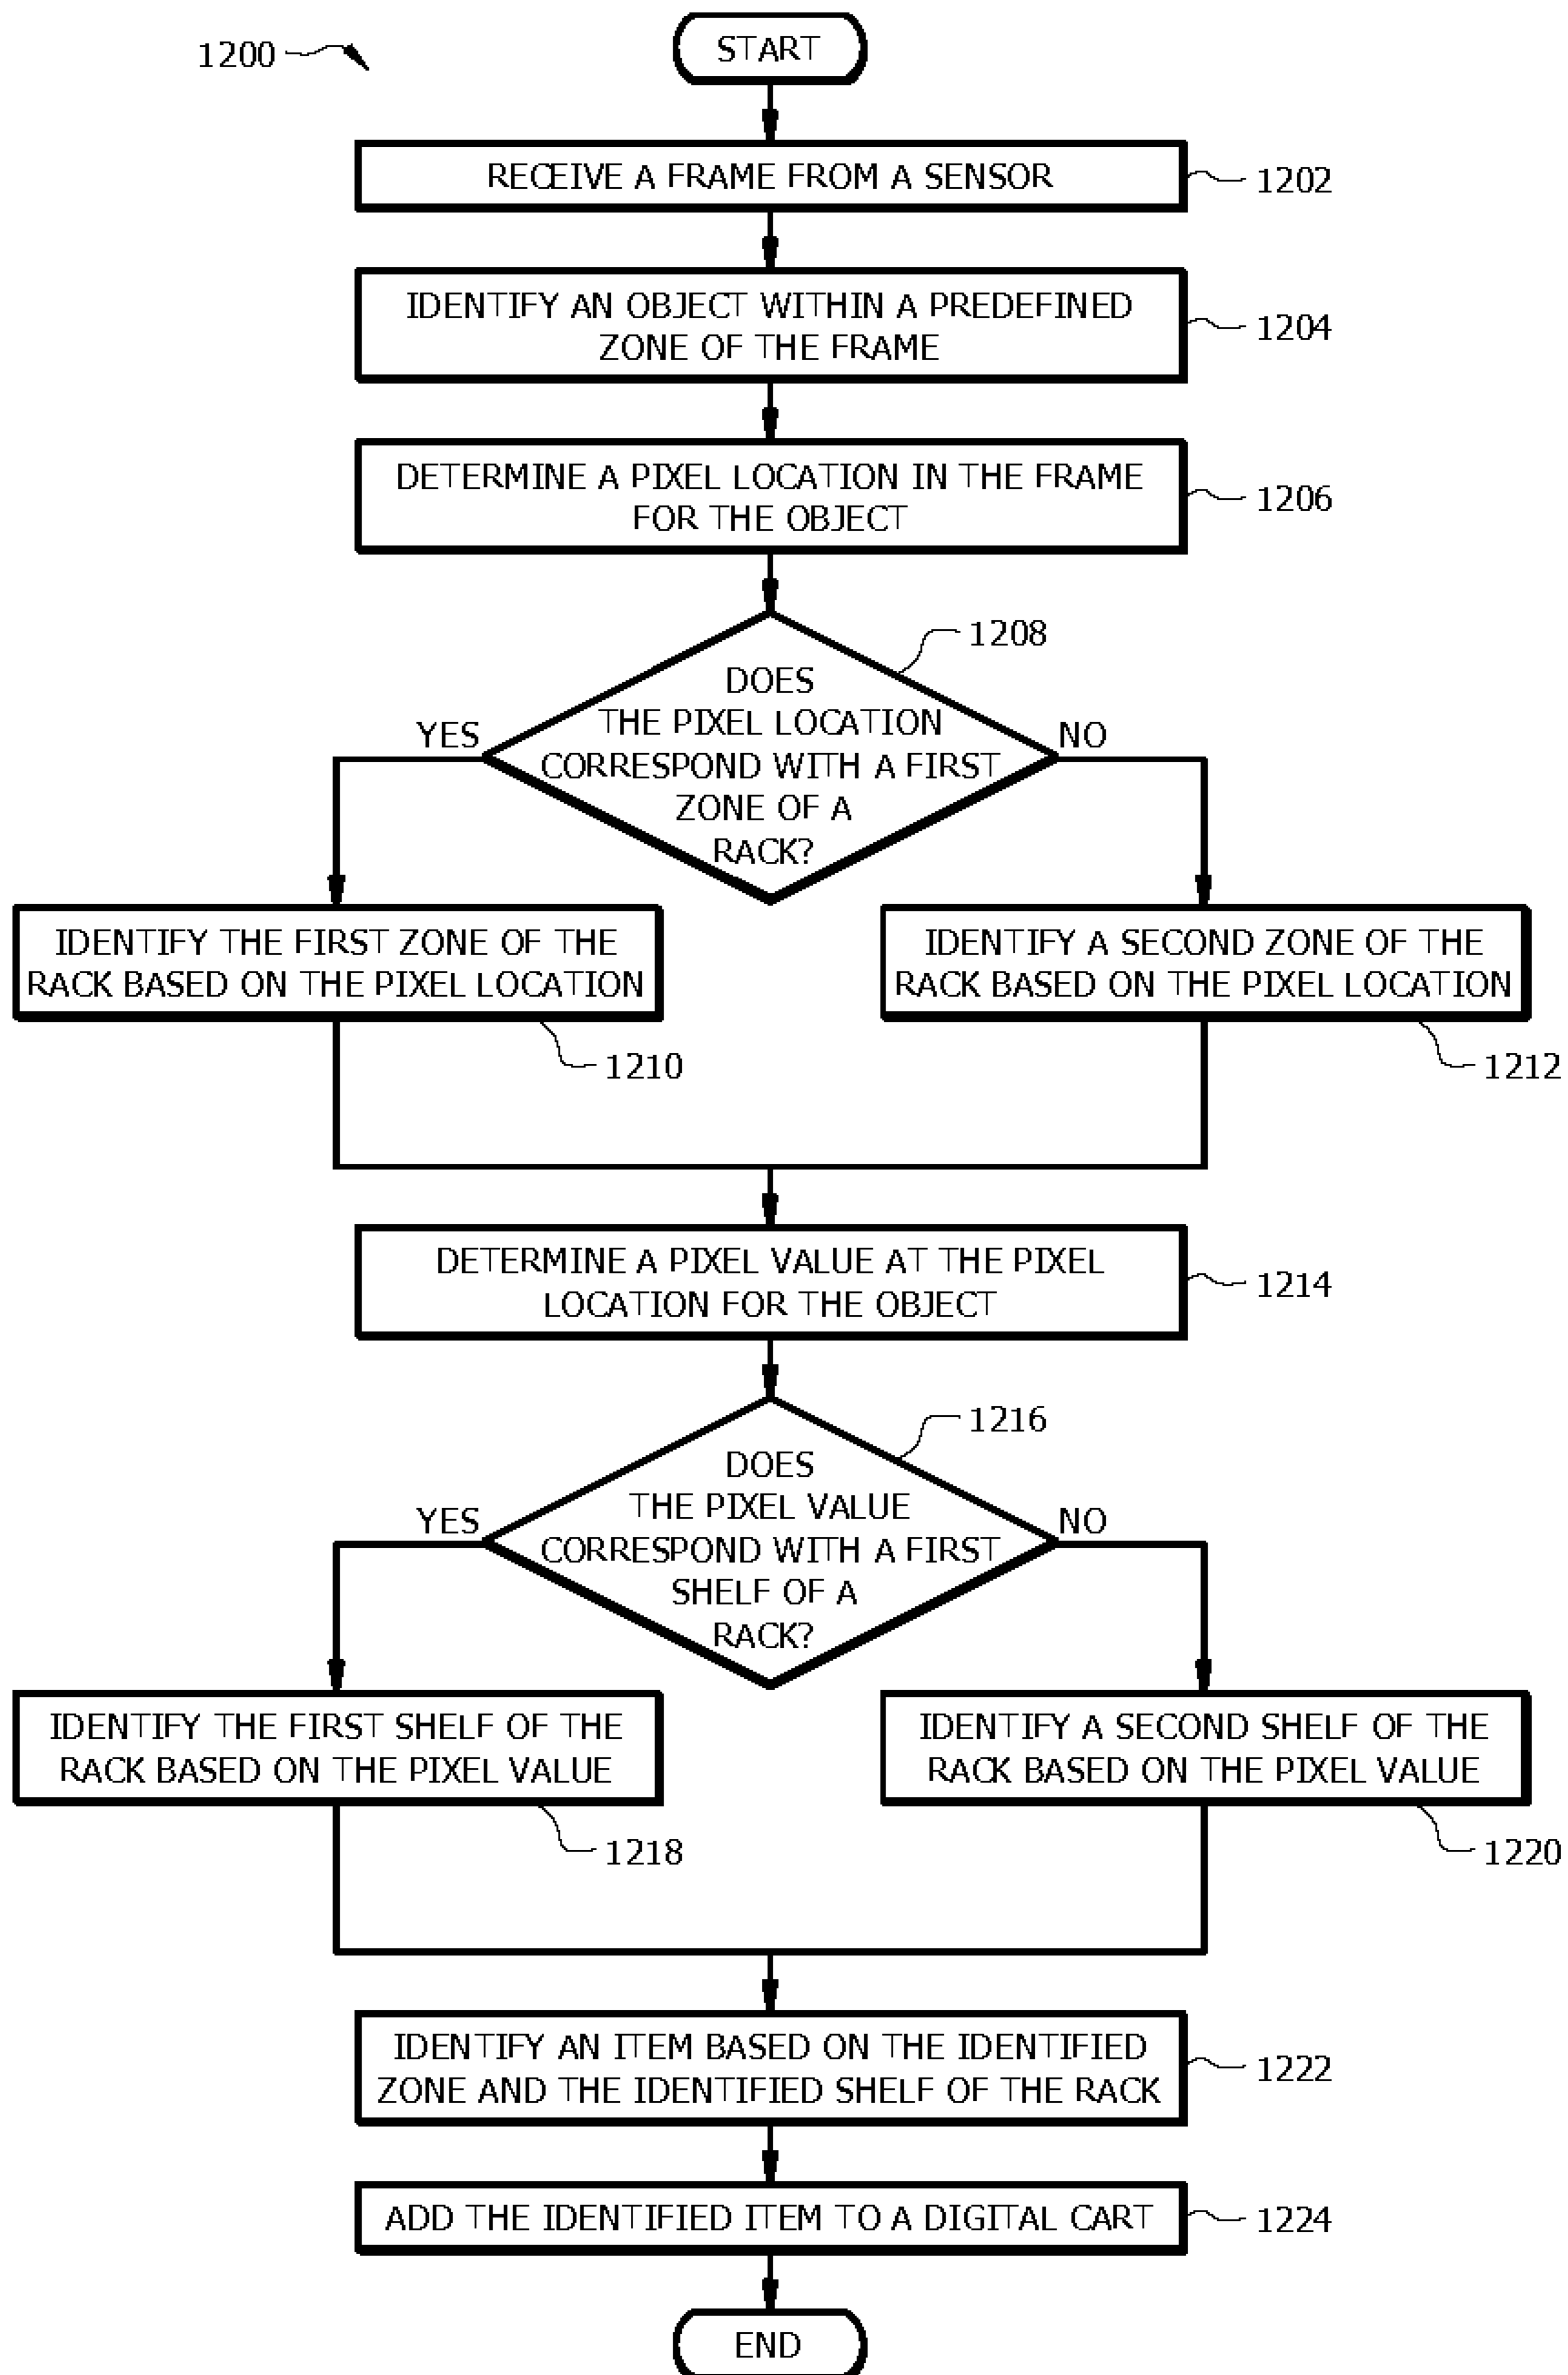 1200
START
RECEIVE A FRAME FROM A SENSOR
1202
IDENTIFY AN OBJECT WITHIN A PREDEFINED
ZONE OF THE FRAME
1204
DETERMINE A PIXEL LOCATION IN THE FRAME
FOR THE OBJECT
1206
1208
DOES
THE PIXEL LOCATION
CORRESPOND WITH A FIRST
ZONE OF A
RACK?
YES
NO
IDENTIFY THE FIRST ZONE OF THE
RACK BASED ON THE PIXEL LOCATION
1210
IDENTIFY A SECOND ZONE OF THE
RACK BASED ON THE PIXEL LOCATION
1212
DETERMINE A PIXEL VALUE AT THE PIXEL
LOCATION FOR THE OBJECT
1214
1216
DOES
THE PIXEL VALUE
CORRESPOND WITH A FIRST
SHELF OF A
RACK?
YES
NO
IDENTIFY THE FIRST SHELF OF THE
RACK BASED ON THE PIXEL VALUE
1218
IDENTIFY A SECOND SHELF OF THE
RACK BASED ON THE PIXEL VALUE
1220
IDENTIFY AN ITEM BASED ON THE IDENTIFIED
ZONE AND THE IDENTIFIED SHELF OF THE RACK
1222
ADD THE IDENTIFIED ITEM TO A DIGITAL CART
1224
END